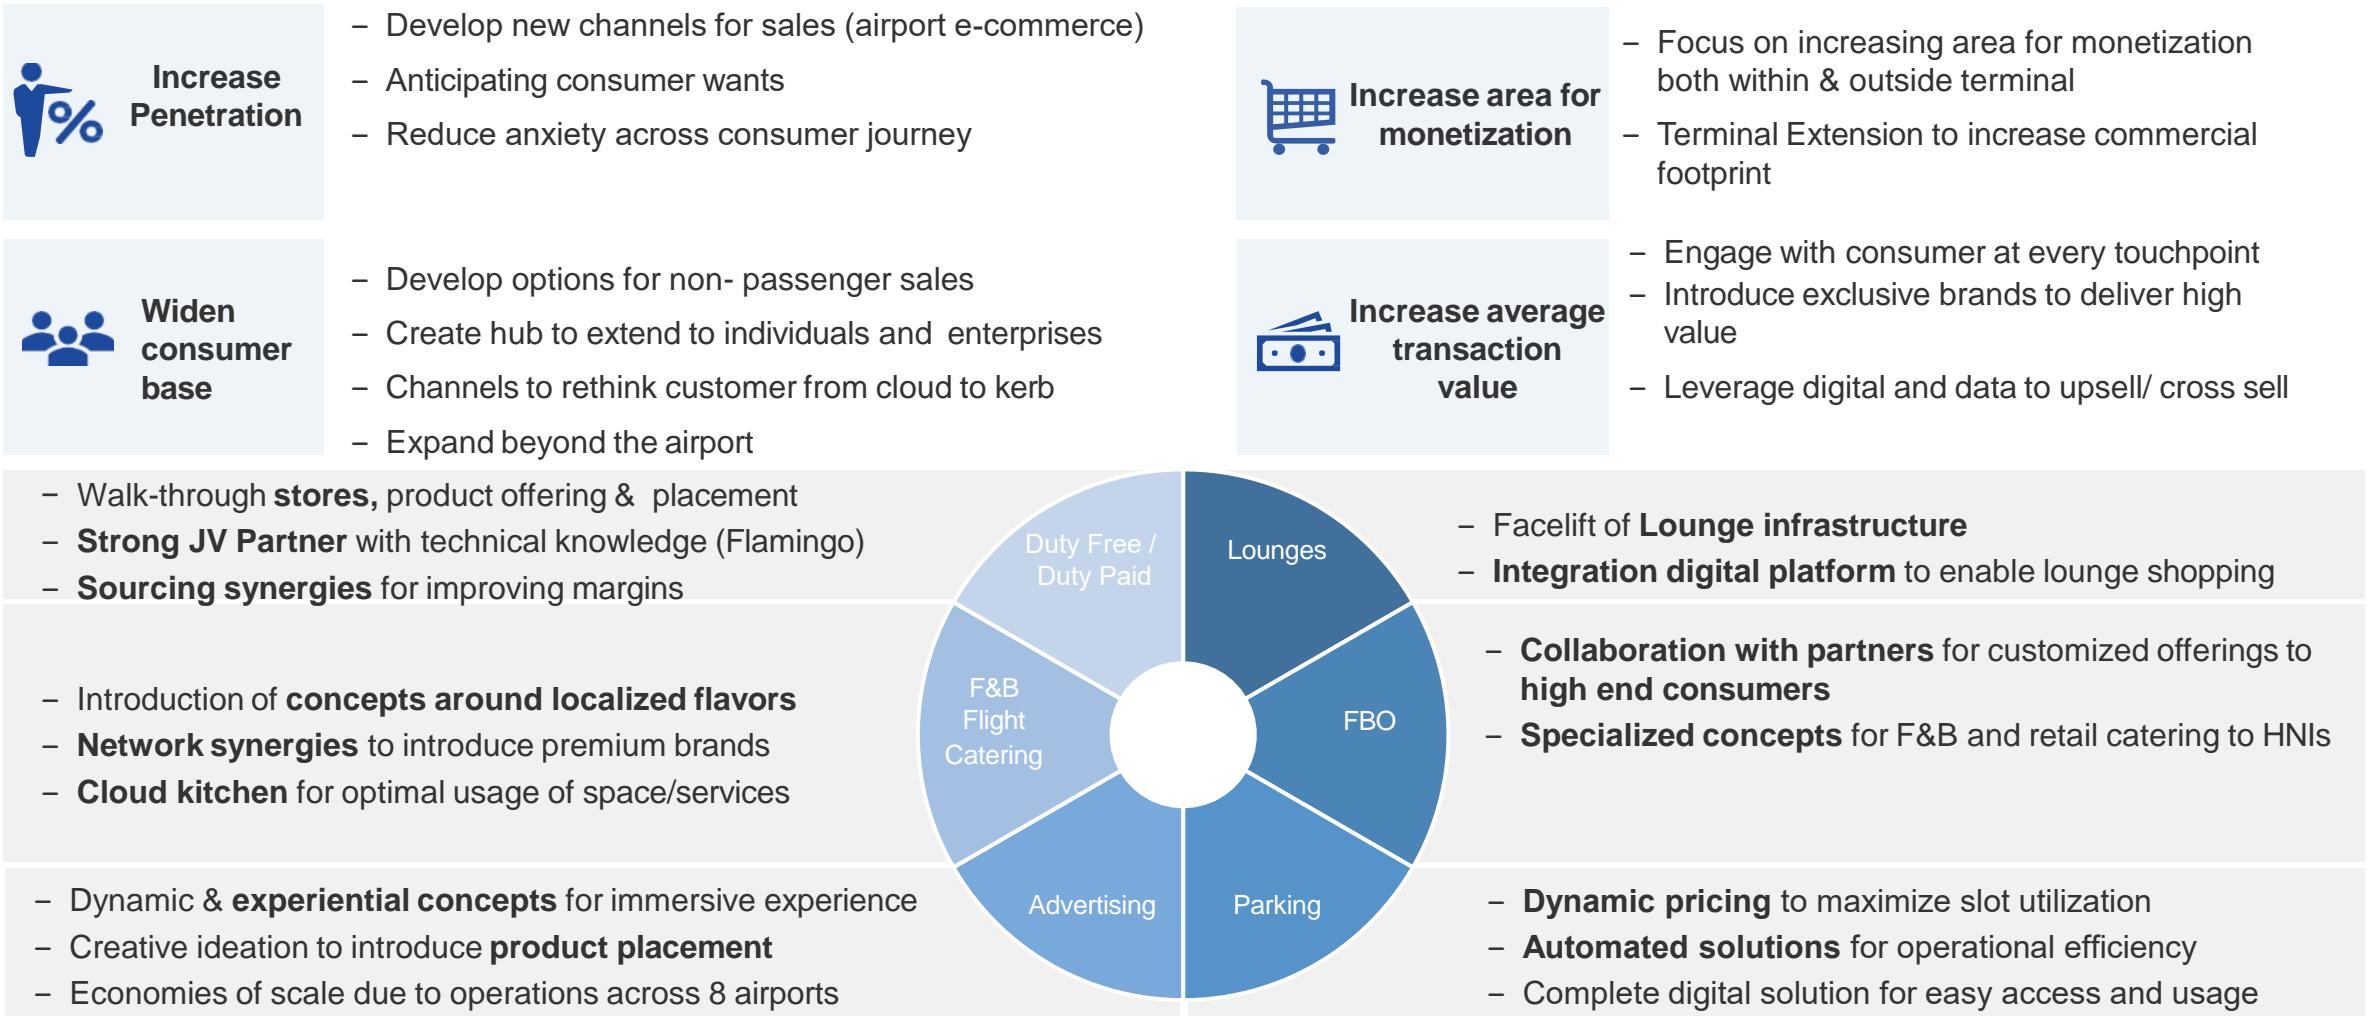 Increase
Penetration
− Develop new channels for sales (airport e-commerce)
− Anticipating consumer wants
− Reduce anxiety across consumer journey
Increase area for
monetization
− Focus on increasing area for monetization
both within & outside terminal
− Terminal Extension to increase commercial
footprint
Widen
consumer
base
− Develop options for non- passenger sales
− Create hub to extend to individuals and enterprises
− Channels to rethink customer from cloud to kerb
− Expand beyond the airport
Increase average
transaction
value
− Engage with consumer at every touchpoint
− Introduce exclusive brands to deliver high
value
− Leverage digital and data to upsell/ cross sell
− Walk-through stores, product offering & placement
− Strong JV Partner with technical knowledge (Flamingo)
− Sourcing synergies for improving margins
Duty Free /
Duty Paid
Lounges
− Facelift of Lounge infrastructure
− Integration digital platform to enable lounge shopping
− Introduction of concepts around localized flavors
− Network synergies to introduce premium brands
− Cloud kitchen for optimal usage of space/services
F&B
Flight
Catering
FBO
− Collaboration with partners for customized offerings to
high end consumers
− Specialized concepts for F&B and retail catering to HNIs
− Dynamic & experiential concepts for immersive experience
− Creative ideation to introduce product placement
− Economies of scale due to operations across 8 airports
Advertising
Parking
− Dynamic pricing to maximize slot utilization
− Automated solutions for operational efficiency
− Complete digital solution for easy access and usage